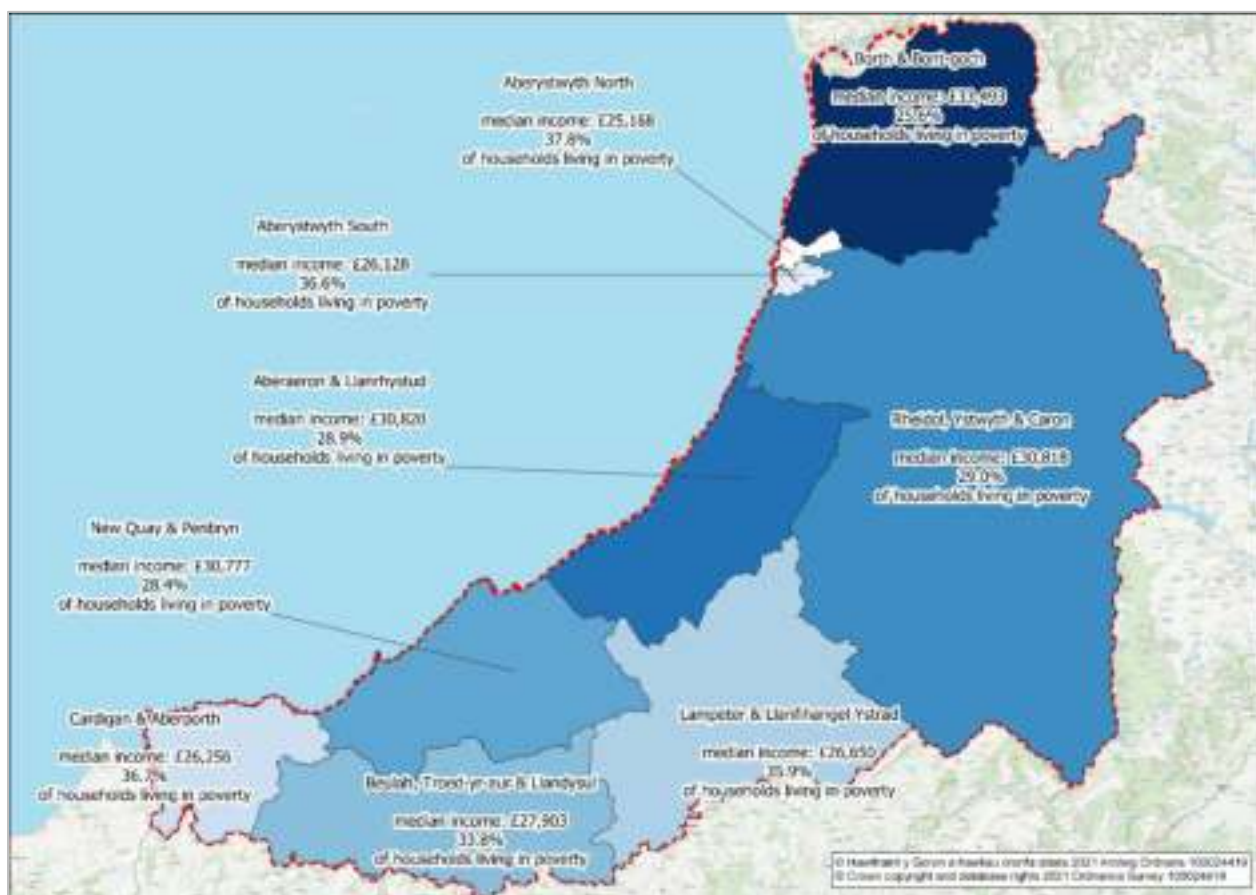 Borth & Bont-goch
median income: £33,493
25.6%
of households living in poverty
Aberystwyth North
median income: £25,168
37.8%
of households living in poverty
Aberystwyth South
median income: £26,128
36.6%
of households living in poverty
Aberaeron & Llanrhystud
median income: £30,820
28.9%
of households living in poverty
Rheidol, Ystwyth & Caron
median income: £30,818
29.0%
of households living in poverty
New Quay & Penbryn
median income: £30,777
28.4%
of households living in poverty
Cardigan & Aberporth
median income: £26,256
of households living in poverty
Lampeter & Llanfihangel Ystrad
median income: £26,650
35.9%
of households living in poverty
Beulah, Troed-yr-aur & Llandysul
median income: £27,903
33.8%
of households living in poverty
© Crown copyright and database rights 2021 Ordnance Survey